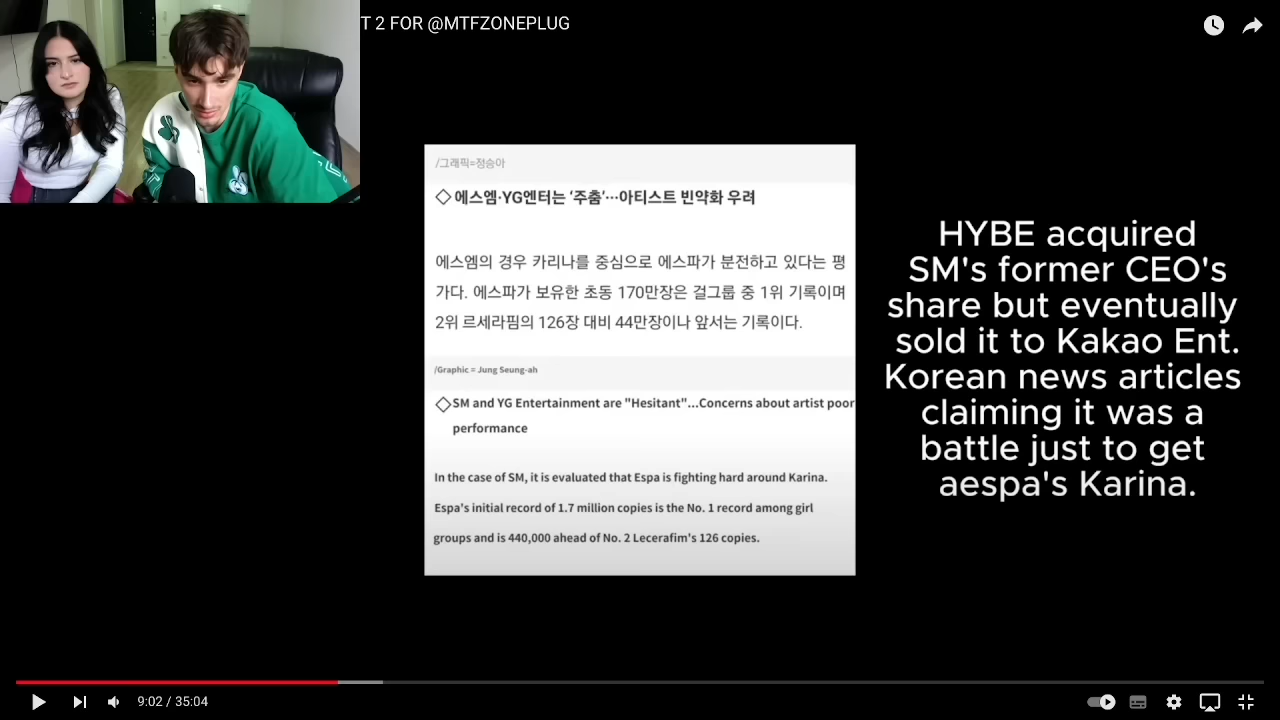 T 2 FOR @MTFZONEPLUG
/그래픽=정승아
◇ 에스엠·YG엔터는 ‘주춤’···아티스트 빈약화 우려
에스엠의 경우 카리나를 중심으로 에스파가 분전하고 있다는 평
가다. 에스파가 보유한 초동 170만장은 걸그룹 중 1위 기록이며
2위 르세라핌의 126장 대비 44만장이나 앞서는 기록이다.
/Graphic = Jung Seung-ah
◇ SM and YG Entertainment are "Hesitant"...Concerns about artist poor
performance
In the case of SM, it is evaluated that Espa is fighting hard around Karina.
Espa's initial record of 1.7 million copies is the No. 1 record among girl
groups and is 440,000 ahead of No. 2 Lecerafim's 126 copies.
HYBE acquired
SM's former CEO's
share but eventually
sold it to Kakao Ent.
Korean news articles
claiming it was a
battle just to get
aespa's Karina.
9:02 / 35:04